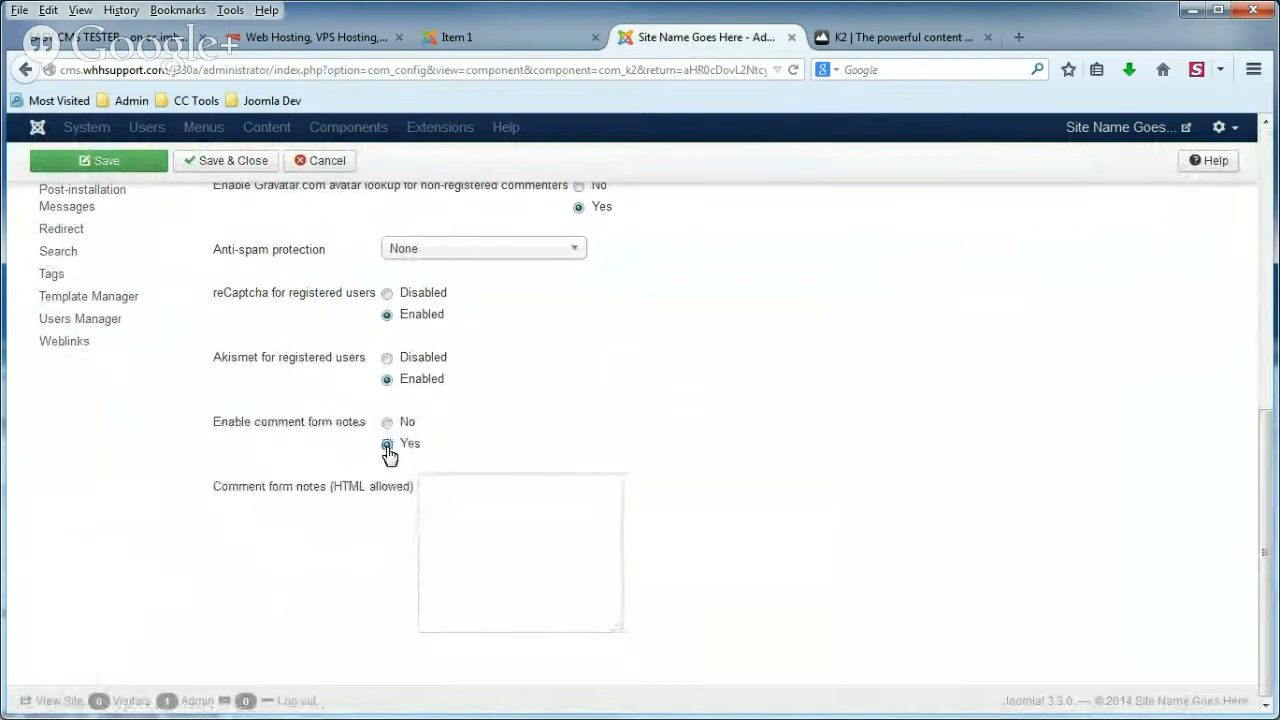 File Edit View History Bookmarks Tools Help
Google+
Web Hosting, VPS Hosting,...
Item 1
Site Name Goes Here - Ad...
K2 | The powerful content ...
cms.whhsupport.com/j330a/administrator/index.php?option=com_config&view=component&component=com_k2&return=aHR0cDovL2Ntcy
Google
Most Visited Admin CC Tools Joomla Dev
System Users Menus Content Components Extensions Help
Site Name Goes...
Save Save & Close Cancel Help
Post-installation
Messages
Redirect
Search
Tags
Template Manager
Users Manager
Weblinks
Enable Gravatar.com avatar lookup for non-registered commenters No
Yes
Anti-spam protection None
reCaptcha for registered users Disabled
Enabled
Akismet for registered users Disabled
Enabled
Enable comment form notes No
Yes
Comment form notes (HTML allowed)
View Site 0 Visitors 1 Admin 0 Log out
Joomla! 3.3.0 — © 2014 Site Name Goes Here